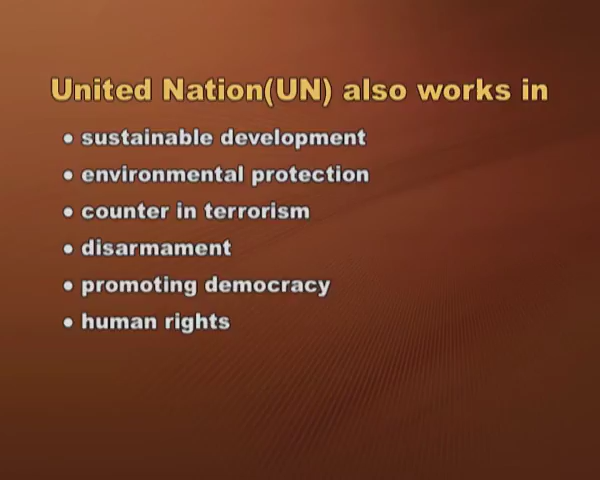 United Nation(UN) also works in
• sustainable development
• environmental protection
• counter in terrorism
• disarmament
• promoting democracy
• human rights